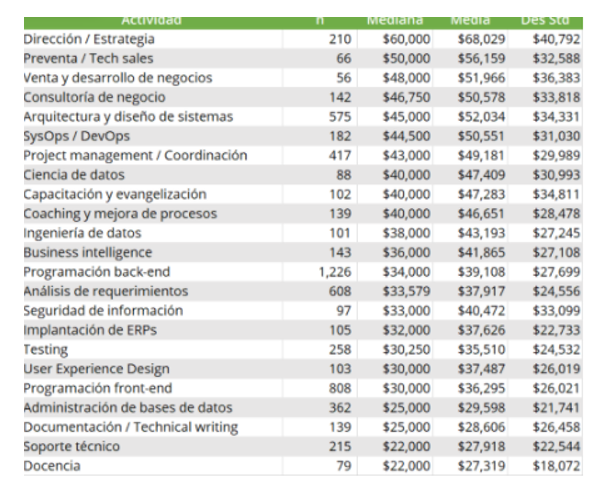 Actividad n Mediana Media Des Std
Dirección / Estrategia 210 $60,000 $68,029 $40,792
Preventa / Tech sales 66 $50,000 $56,159 $32,588
Venta y desarrollo de negocios 56 $48,000 $51,966 $36,383
Consultoría de negocio 142 $46,750 $50,578 $33,818
Arquitectura y diseño de sistemas 575 $45,000 $52,034 $34,331
SysOps / DevOps 182 $44,500 $50,551 $31,030
Project management / Coordinación 417 $43,000 $49,181 $29,989
Ciencia de datos 88 $40,000 $47,409 $30,993
Capacitación y evangelización 102 $40,000 $47,283 $34,811
Coaching y mejora de procesos 139 $40,000 $46,651 $28,478
Ingeniería de datos 101 $38,000 $43,193 $27,245
Business intelligence 143 $36,000 $41,865 $27,108
Programación back-end 1,226 $34,000 $39,108 $27,699
Análisis de requerimientos 608 $33,579 $37,917 $24,556
Seguridad de información 97 $33,000 $40,472 $33,099
Implantación de ERPs 105 $32,000 $37,626 $22,733
Testing 258 $30,250 $35,510 $24,532
User Experience Design 103 $30,000 $37,487 $26,019
Programación front-end 808 $30,000 $36,295 $26,021
Administración de bases de datos 362 $25,000 $29,598 $21,741
Documentación / Technical writing 139 $25,000 $28,606 $26,458
Soporte técnico 215 $22,000 $27,918 $22,544
Docencia 79 $22,000 $27,319 $18,072